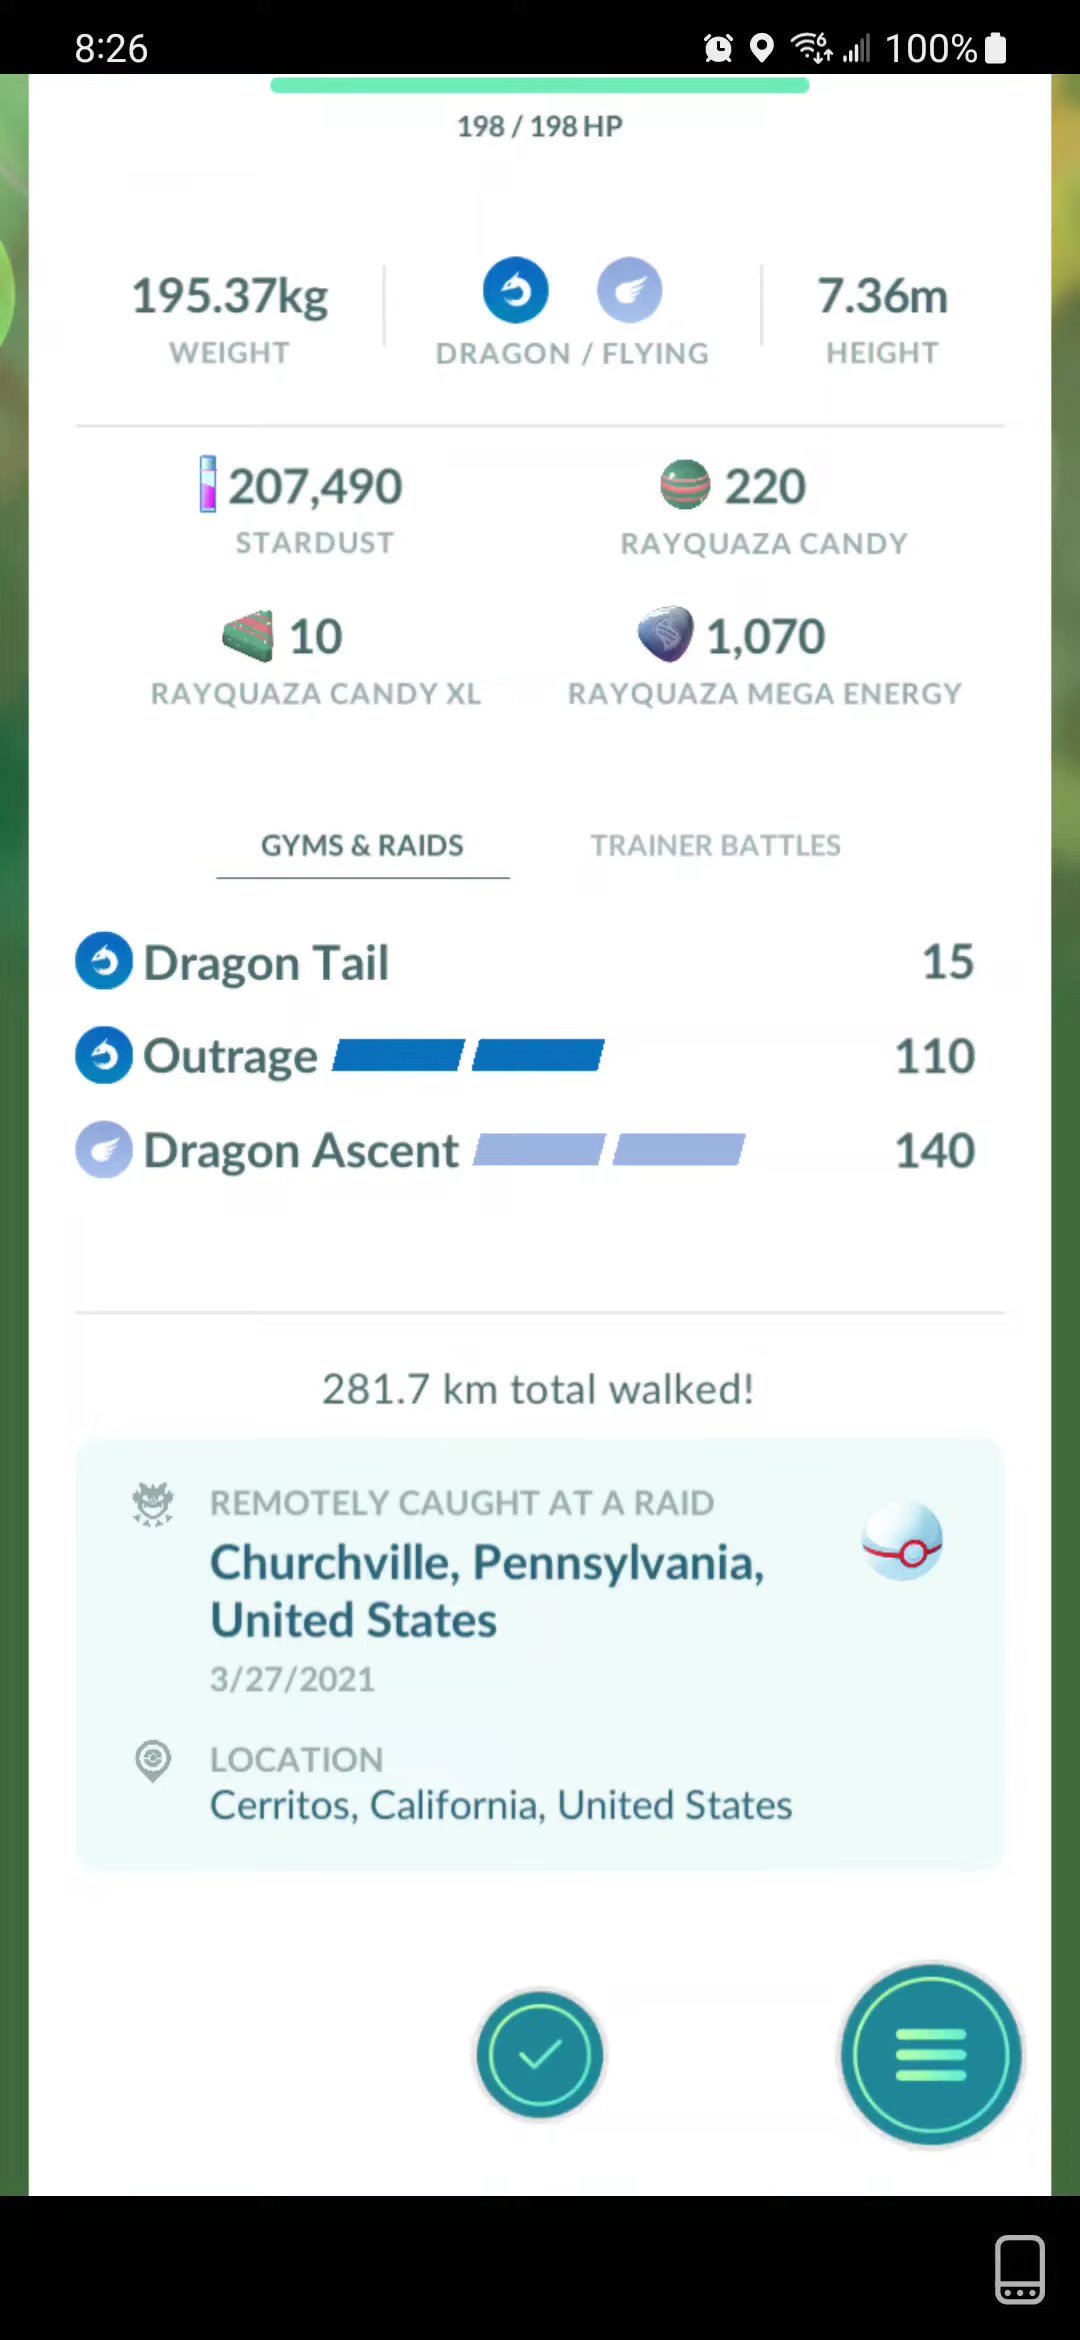 8:26
6
100%
198 / 198 HP
195.37kg
WEIGHT
DRAGON / FLYING
7.36m
HEIGHT
207,490
STARDUST
220
RAYQUAZA CANDY
10
RAYQUAZA CANDY XL
1,070
RAYQUAZA MEGA ENERGY
GYMS & RAIDS
TRAINER BATTLES
Dragon Tail 15
Outrage 110
Dragon Ascent 140
281.7 km total walked!
REMOTELY CAUGHT AT A RAID
Churchville, Pennsylvania,
United States
3/27/2021
LOCATION
Cerritos, California, United States